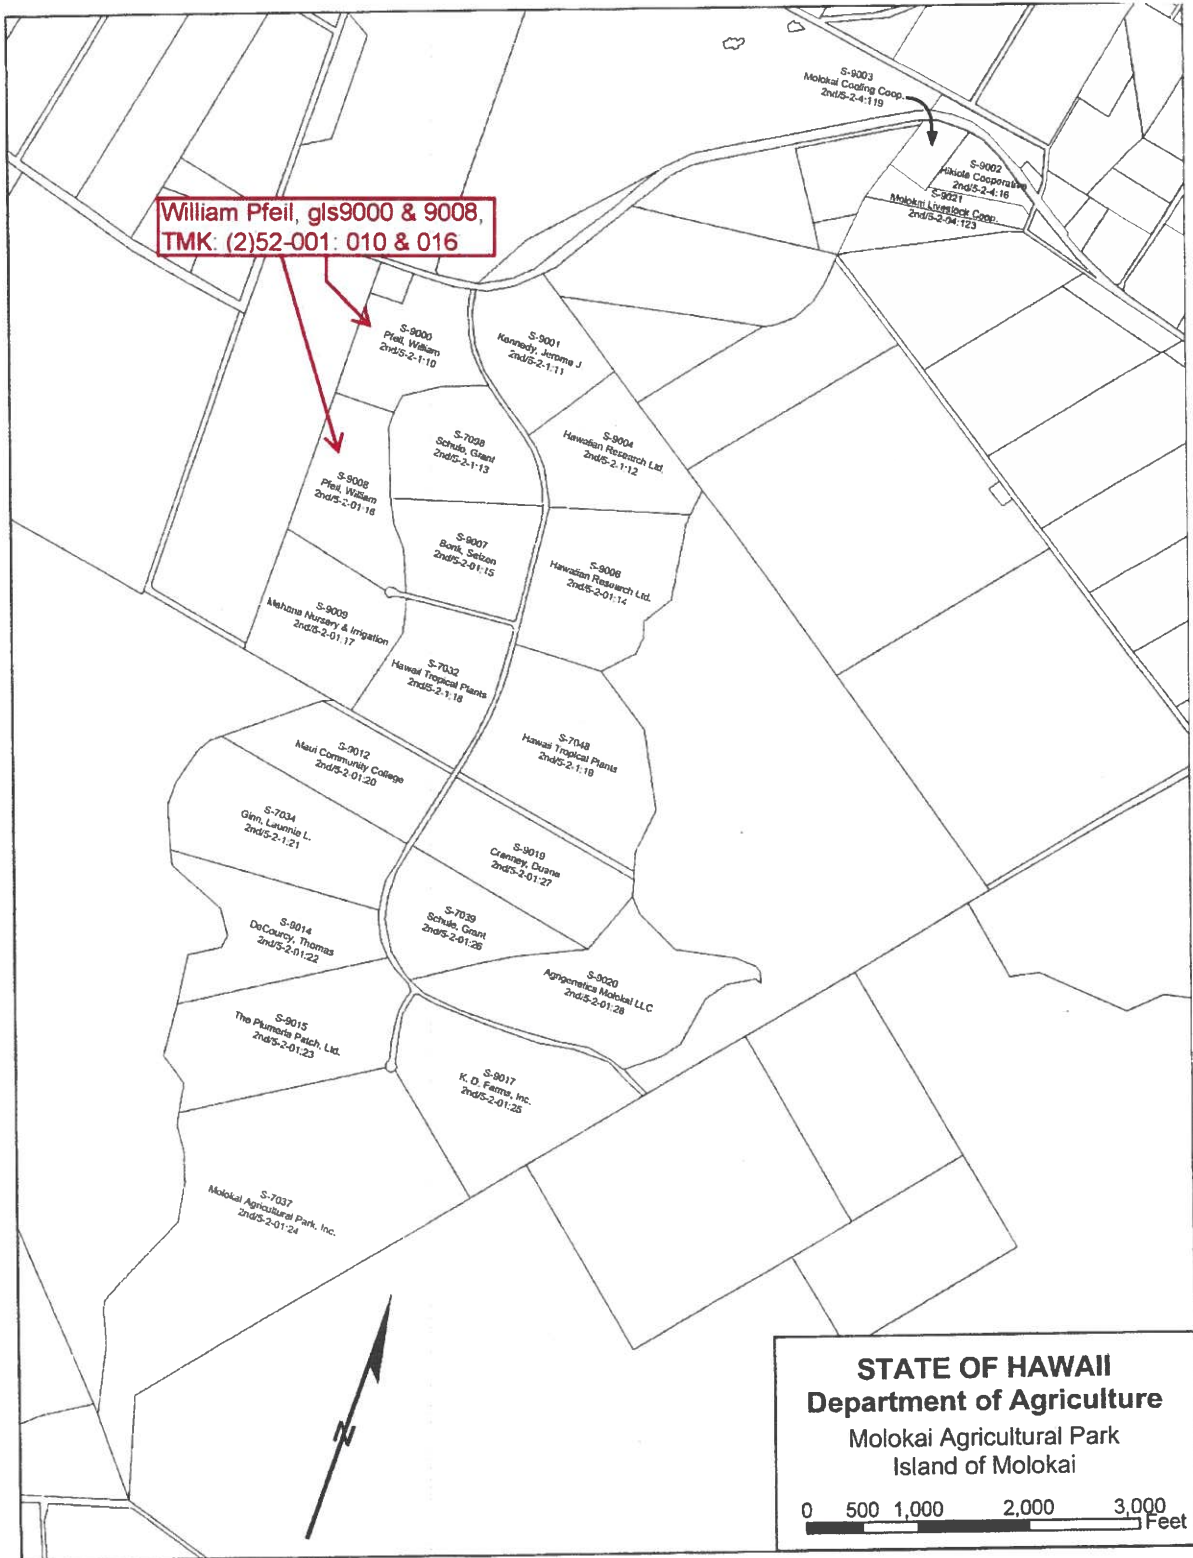 S-9003
Molokai Cooling Coop.
2nd/5-2-4:119
S-9002
Hikiola Cooperative
2nd/5-2-4:16
S-9021
Molokai Livestock Coop.
2nd/5-2-04:123
William Pfeil, gls9000 & 9008,
TMK: (2)52-001: 010 & 016
S-9000
Pfeil, William
2nd/5-2-1:10
S-9001
Kennedy, Jerome J
2nd/5-2-1:11
S-7098
Schule, Grant
2nd/5-2-1:13
S-9004
Hawaiian Research Ltd.
2nd/5-2-1:12
S-9008
Pfeil, William
2nd/5-2-01:16
S-9007
Bonk, Setzen
2nd/5-2-01:15
S-9006
Hawaiian Research Ltd.
2nd/5-2-01:14
S-9009
Mahana Nursery & Irrigation
2nd/5-2-01:17
S-7032
Hawaii Tropical Plants
2nd/5-2-1:18
S-7048
Hawaii Tropical Plants
2nd/5-2-1:19
S-9012
Maui Community College
2nd/5-2-01:20
S-7034
Ginn, Launnie L.
2nd/5-2-1:21
S-9019
Cranney, Duane
2nd/5-2-01:27
S-7039
Schule, Grant
2nd/5-2-01:26
S-9014
DeCourcy, Thomas
2nd/5-2-01:22
S-9020
Agrigenetics Molokai LLC
2nd/5-2-01:28
S-9015
The Plumeria Patch, Ltd.
2nd/5-2-01:23
S-9017
K. D. Farms, Inc.
2nd/5-2-01:25
S-7037
Molokai Agricultural Park, Inc.
2nd/5-2-01:24
N
STATE OF HAWAII
Department of Agriculture
Molokai Agricultural Park
Island of Molokai
0 500 1,000 2,000 3,000
Feet